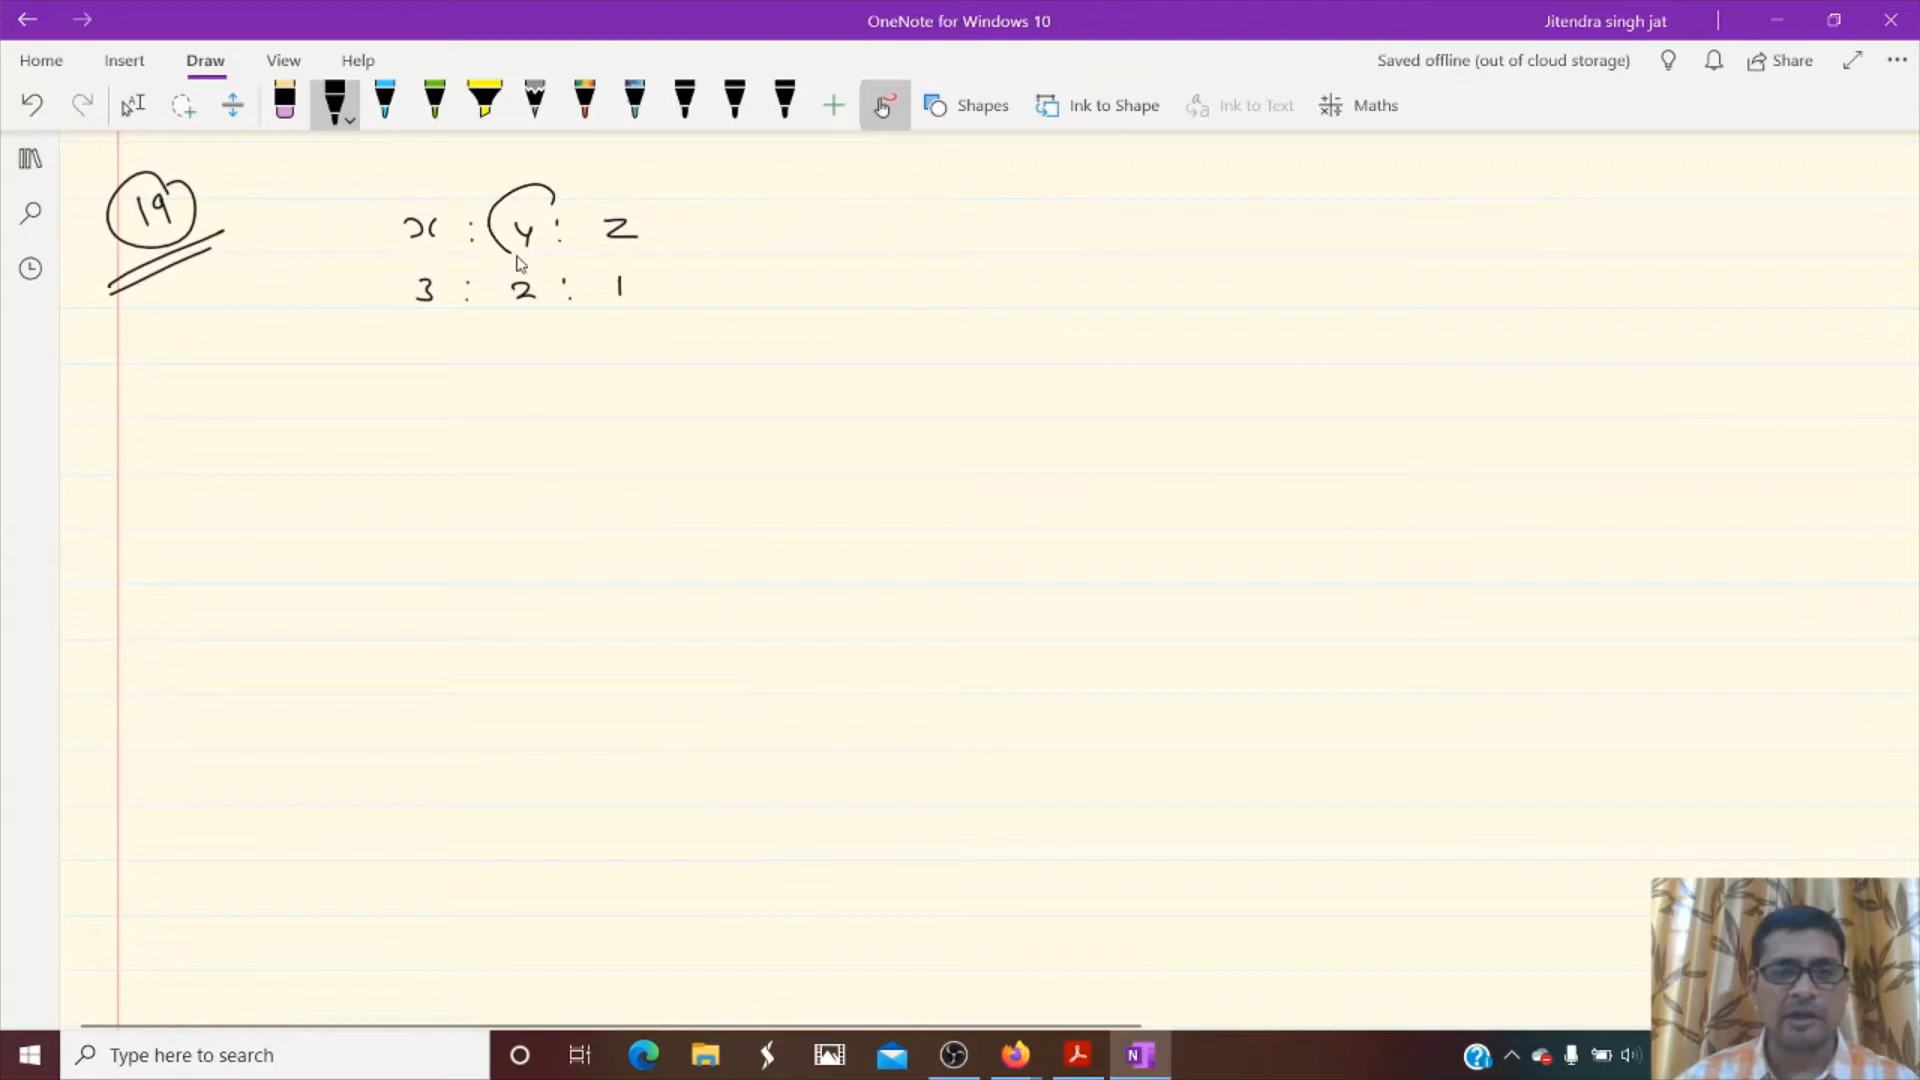 OneNote for Windows 10
Jitendra singh jat
Home Insert Draw View Help
Saved offline (out of cloud storage)
Share
Shapes
Ink to Shape
Ink to Text
Maths
19
x : y : z
3 : 2 : 1
Type here to search